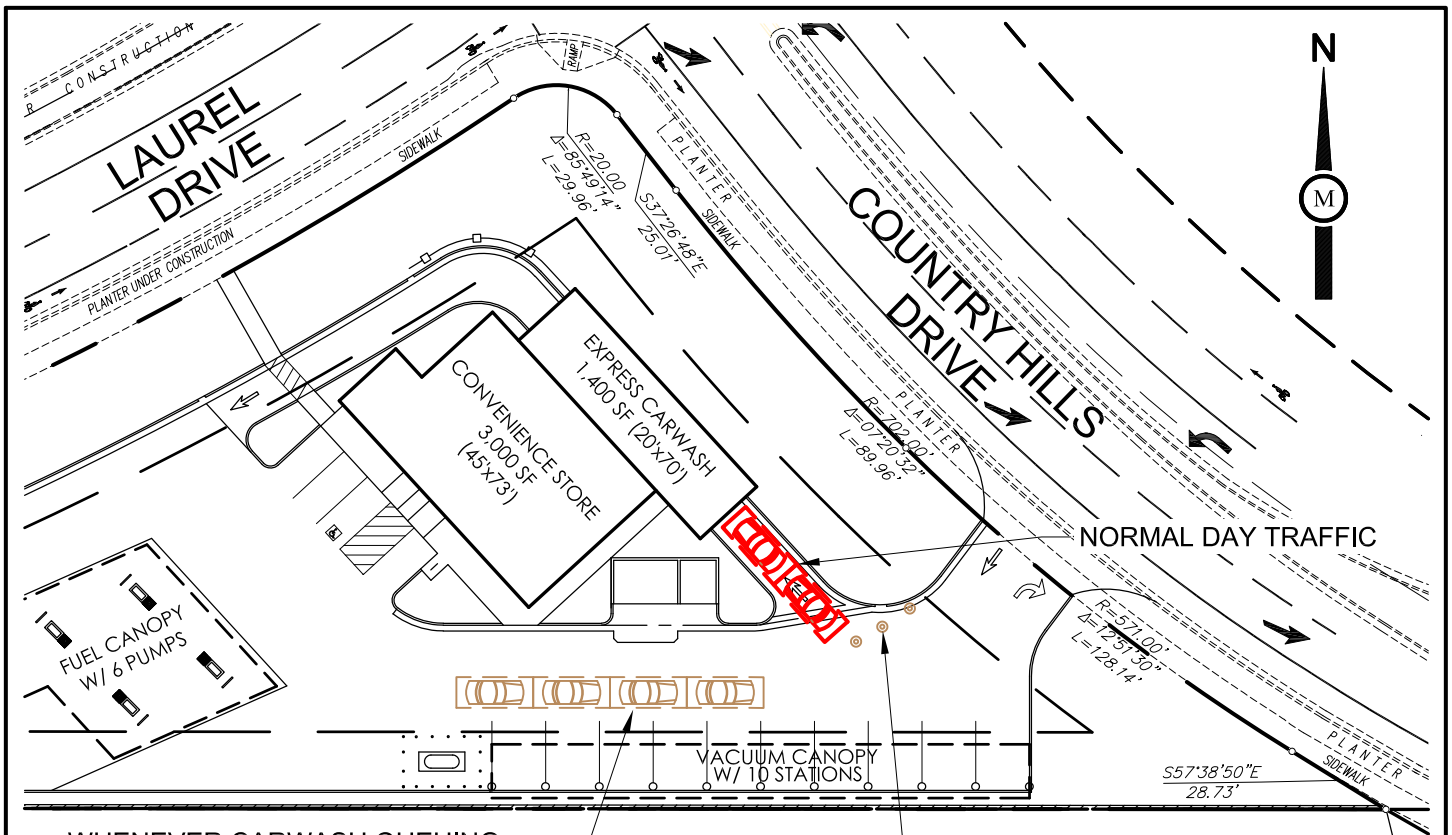 R CONSTRUCTION
LAUREL
DRIVE
SIDEWALK
PLANTER UNDER CONSTRUCTION
RAMP
R=20.00
Δ=85°49'14"
L=29.96'
S37°26'48"E
25.01'
PLANTER
SIDEWALK
COUNTRY HILLS
DRIVE
N
M
EXPRESS CARWASH
1,400 SF (20'x70')
CONVENIENCE STORE
3,000 SF
(45'x73')
R=702.00'
Δ=07°20'32"
L=89.96'
PLANTER
NORMAL DAY TRAFFIC
FUEL CANOPY
W/ 6 PUMPS
R=571.00'
Δ=12°51'30"
L=128.14'
VACUUM CANOPY
W/ 10 STATIONS
PLANTER
SIDEWALK
S57°38'50"E
28.73'
WHENEVER CARWASH QUEUING